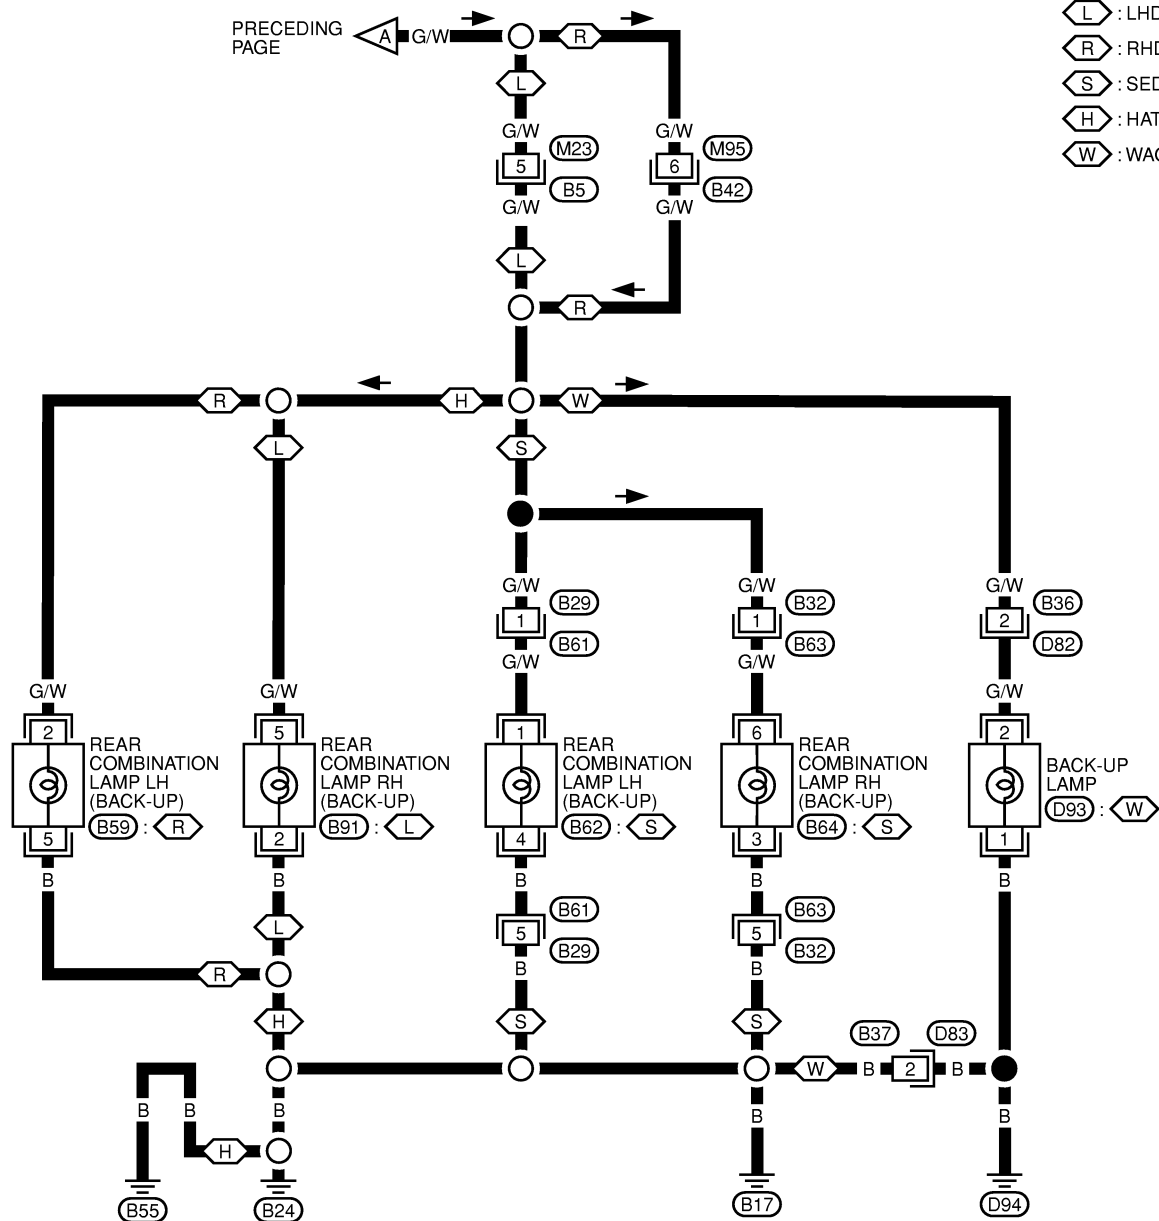 PRECEDING
PAGE
A
G/W
R
L : LHD
R : RHD
S : SED
H : HAT
W : WAG
L
G/W
G/W
5
M23
B5
6
M95
B42
G/W
G/W
L
R
R
H
W
L
S
G/W
G/W
G/W
1
B29
B61
1
B32
B63
2
B36
D82
G/W
G/W
G/W
G/W
G/W
2
REAR
COMBINATION
LAMP LH
(BACK-UP)
B59 : R
5
5
REAR
COMBINATION
LAMP RH
(BACK-UP)
B91 : L
2
1
REAR
COMBINATION
LAMP LH
(BACK-UP)
B62 : S
4
6
REAR
COMBINATION
LAMP RH
(BACK-UP)
B64 : S
3
2
BACK-UP
LAMP
D93 : W
1
B
B
B
B
B
L
5
B61
B29
5
B63
B32
B
B
R
H
S
S
B37
D83
W
B
2
B
B
B
B
B
B
H
B55
B24
B17
D94